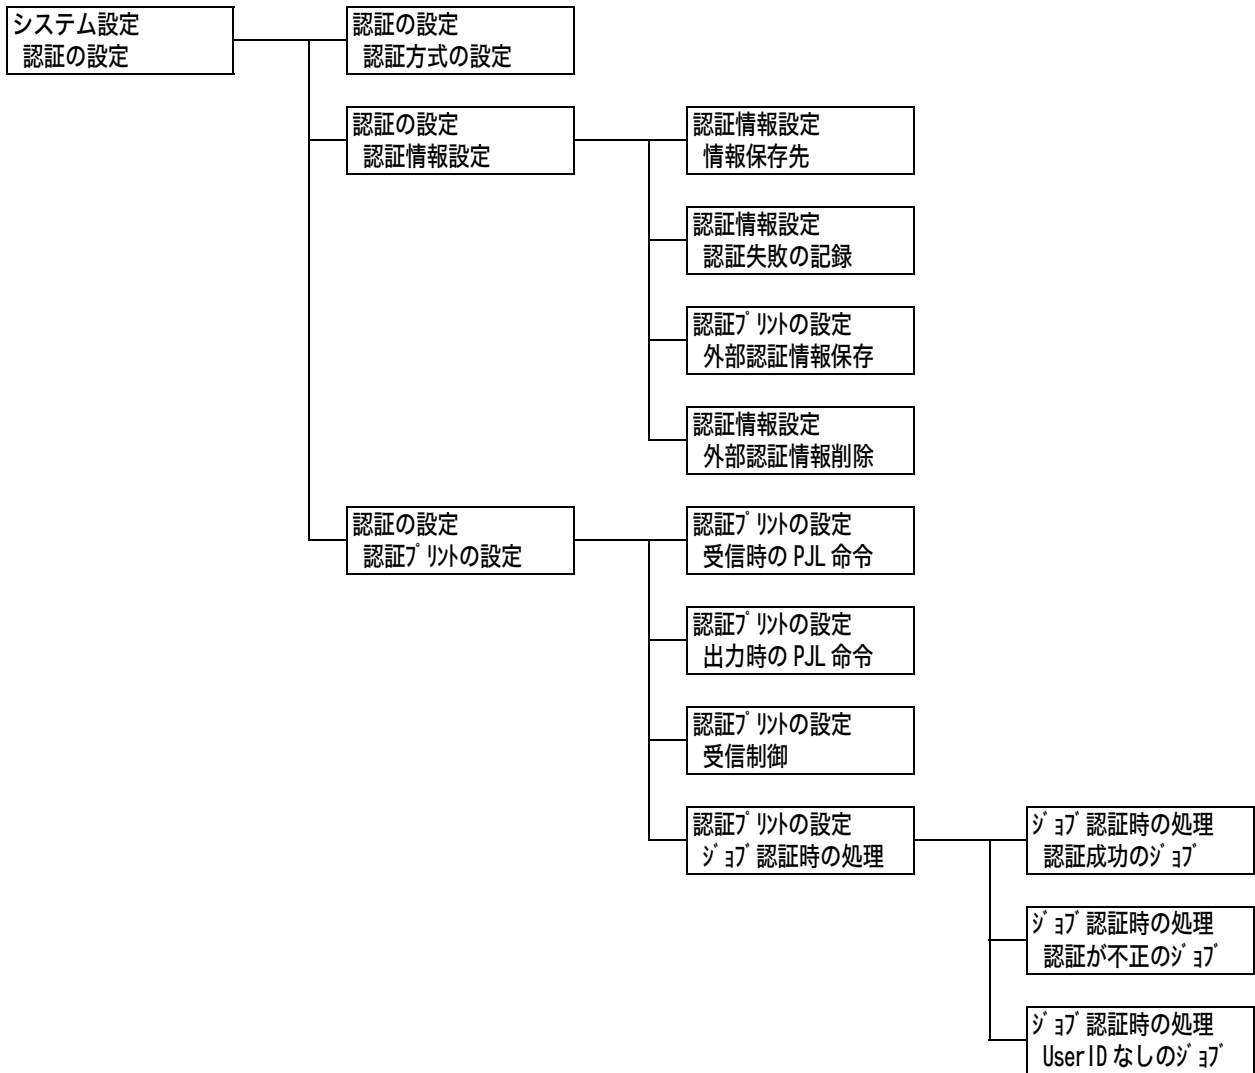 システム設定
認証の設定
認証の設定
認証方式の設定
認証の設定
認証情報設定
認証情報設定
情報保存先
認証情報設定
認証失敗の記録
認証ﾌﾟﾘﾝﾄの設定
外部認証情報保存
認証情報設定
外部認証情報削除
認証の設定
認証ﾌﾟﾘﾝﾄの設定
認証ﾌﾟﾘﾝﾄの設定
受信時の PJL 命令
認証ﾌﾟﾘﾝﾄの設定
出力時の PJL 命令
認証ﾌﾟﾘﾝﾄの設定
受信制御
認証ﾌﾟﾘﾝﾄの設定
ｼﾞｮﾌﾞ認証時の処理
ｼﾞｮﾌﾞ認証時の処理
認証成功のｼﾞｮﾌﾞ
ｼﾞｮﾌﾞ認証時の処理
認証が不正のｼﾞｮﾌﾞ
ｼﾞｮﾌﾞ認証時の処理
UserID なしのｼﾞｮﾌﾞ